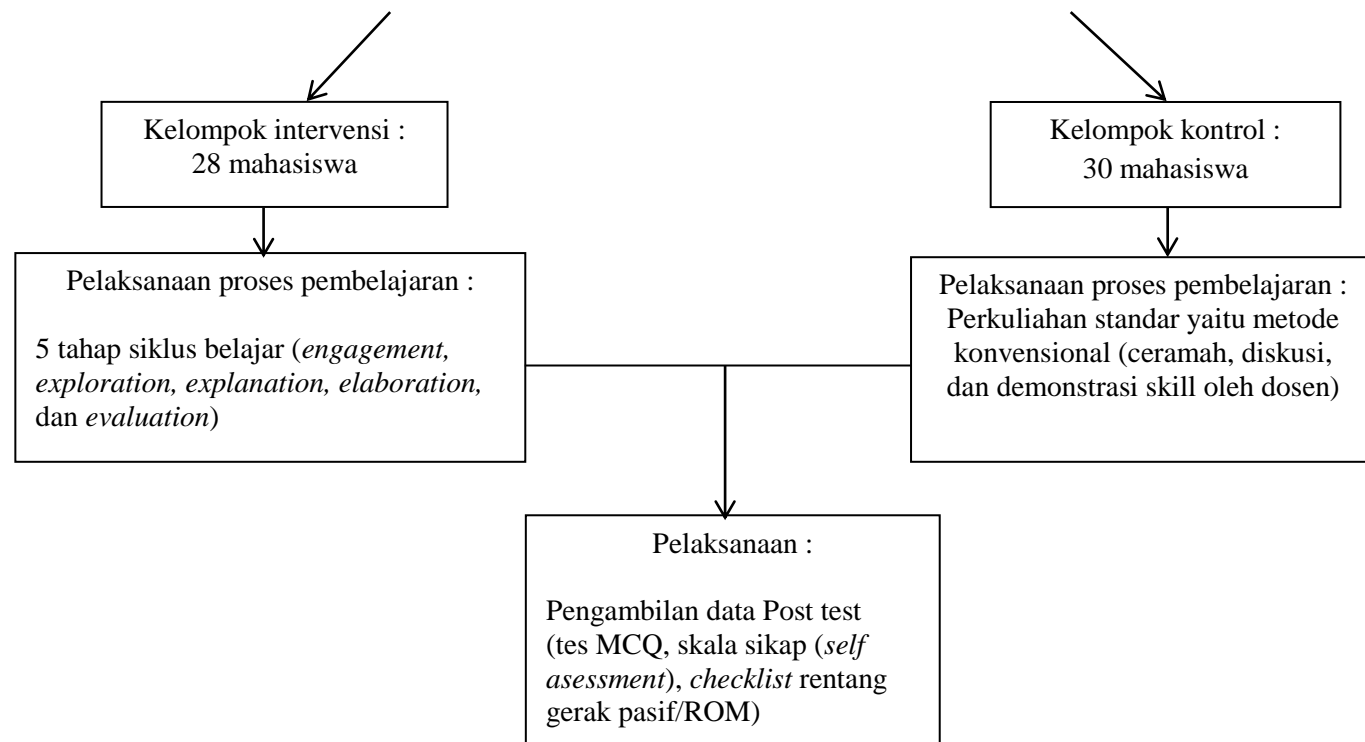 Kelompok intervensi :
28 mahasiswa
Kelompok kontrol :
30 mahasiswa
Pelaksanaan proses pembelajaran :
5 tahap siklus belajar (engagement,
exploration, explanation, elaboration,
dan evaluation)
Pelaksanaan proses pembelajaran :
Perkuliahan standar yaitu metode
konvensional (ceramah, diskusi,
dan demonstrasi skill oleh dosen)
Pelaksanaan :
Pengambilan data Post test
(tes MCQ, skala sikap (self
asessment), checklist rentang
gerak pasif/ROM)